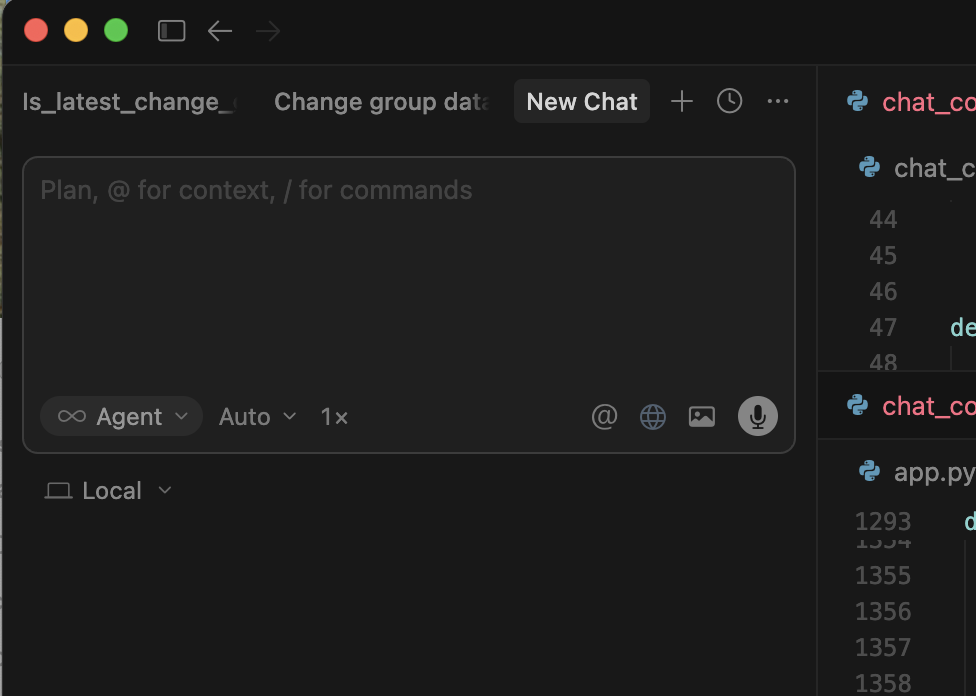 Is_latest_change_
Change group data
New Chat
Plan, @ for context, / for commands
Agent
Auto
1×
@
Local
chat_co
chat_c
44
45
46
47 de
48
chat_co
app.py
1293 d
1354
1355
1356
1357
1358